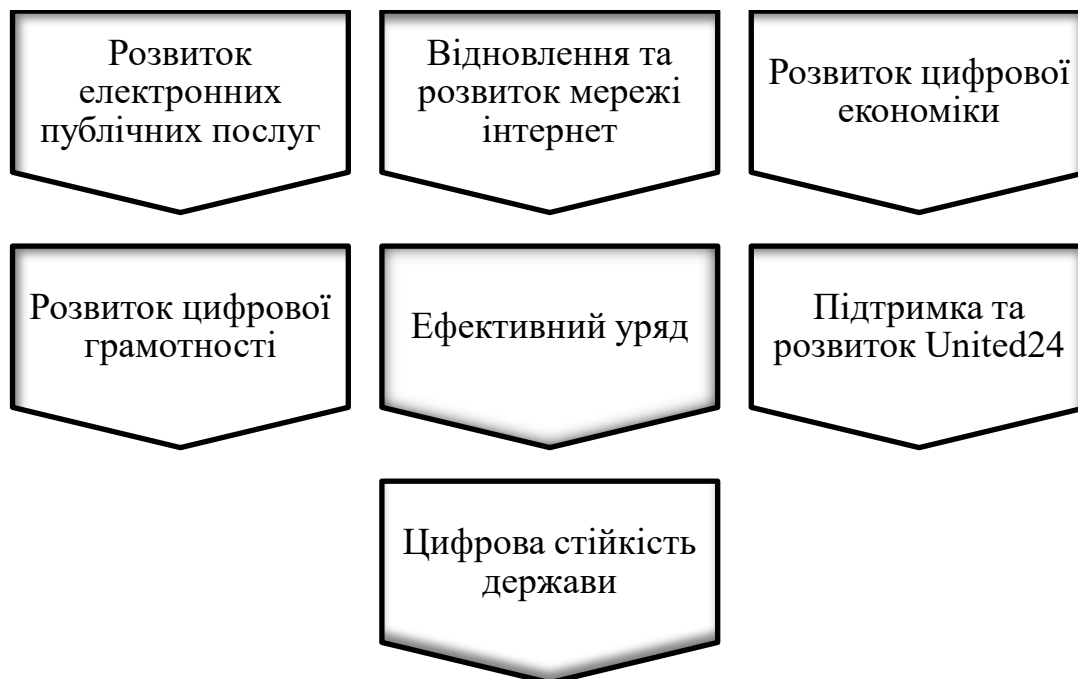 Розвиток
електронних
публічних послуг
Відновлення та
розвиток мережі
інтернет
Розвиток цифрової
економіки
Розвиток цифрової
грамотності
Ефективний уряд
Підтримка та
розвиток United24
Цифрова стійкість
держави